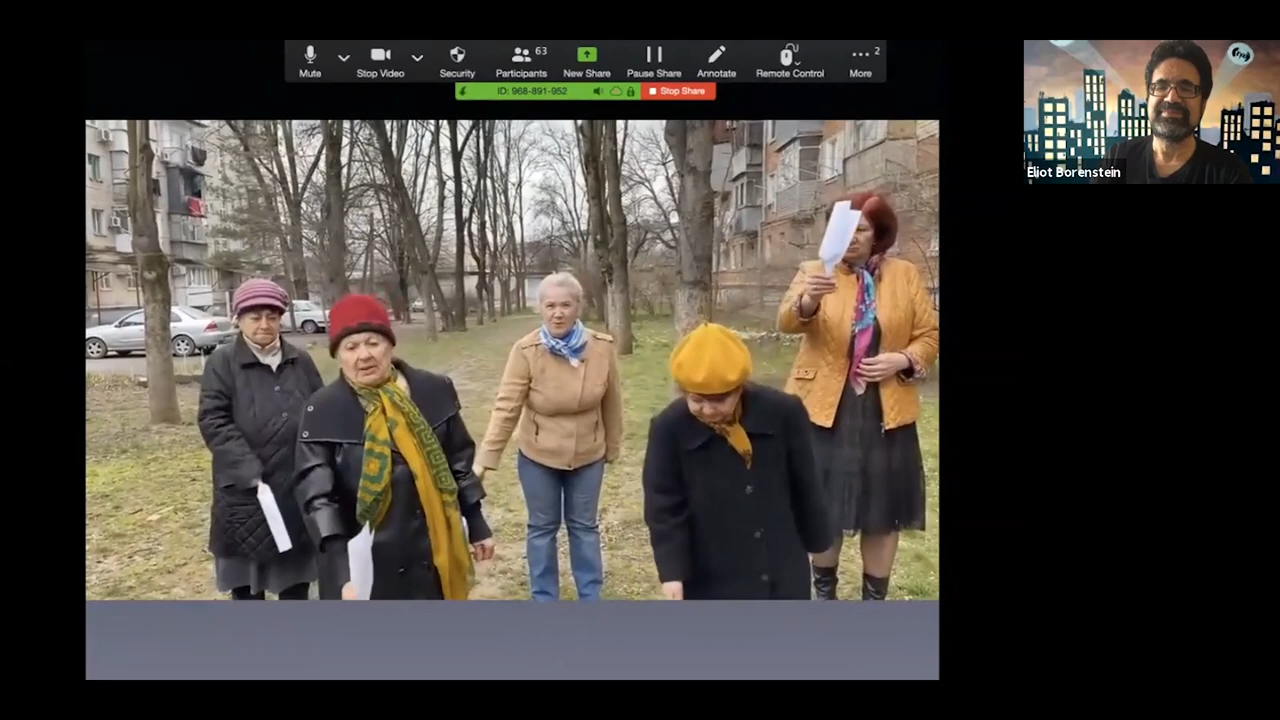 63
2
Mute
Stop Video
Security
Participants
New Share
Pause Share
Annotate
Remote Control
More
ID: 968-891-952
Stop Share
Eliot Borenstein